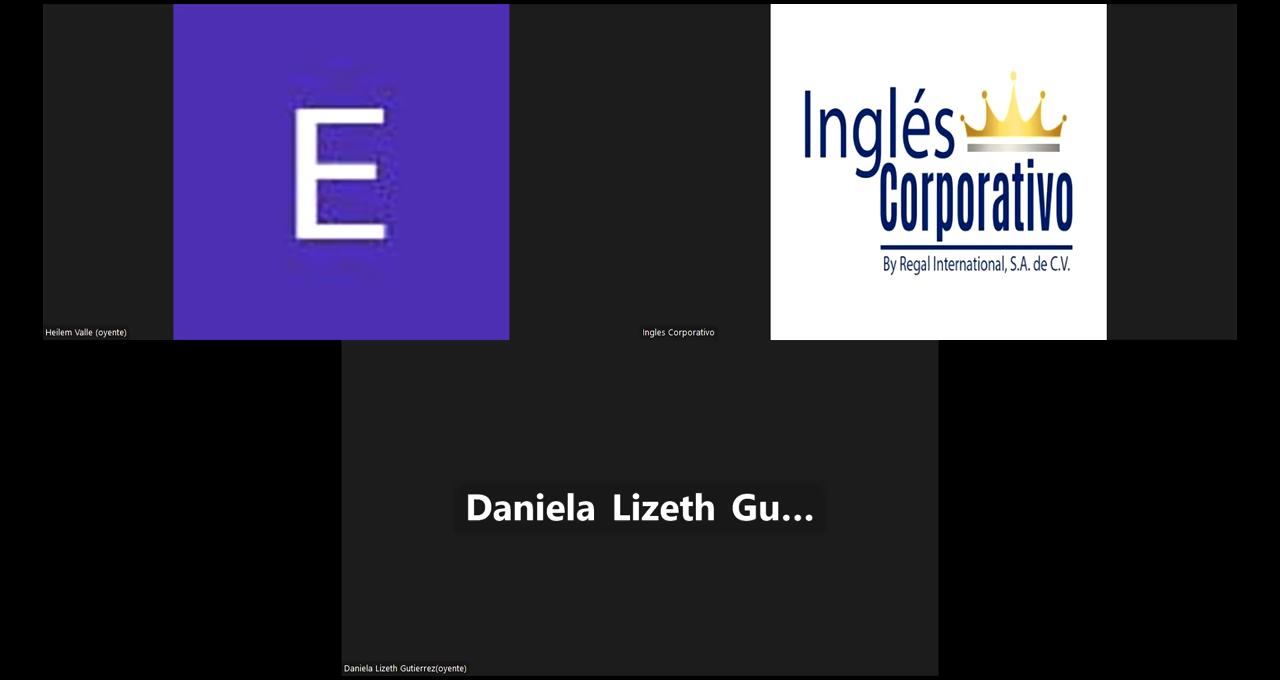 E
Inglés
Corporativo
By Regal International, S.A. de C.V.
Heilem Valle (oyente)
Ingles Corporativo
Daniela Lizeth Gu...
Daniela Lizeth Gutierrez(oyente)